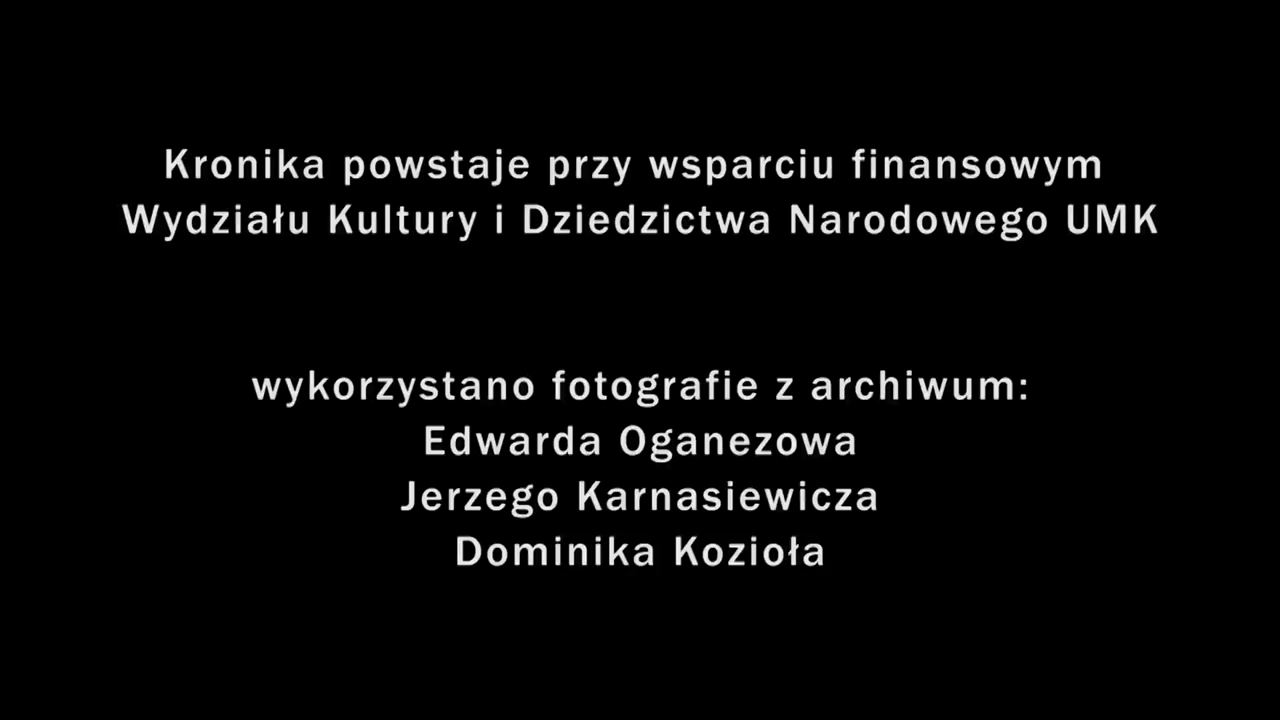 Kronika powstaje przy wsparciu finansowym
Wydziału Kultury i Dziedzictwa Narodowego UMK
wykorzystano fotografie z archiwum:
Edwarda Oganezowa
Jerzego Karnasiewicza
Dominika Kozioła